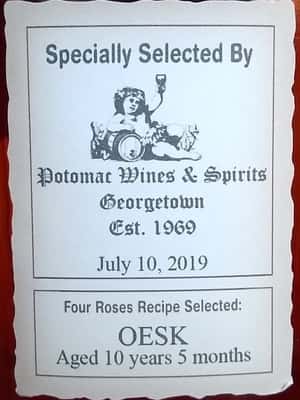 Specially Selected By
Potomac Wines & Spirits
Georgetown
Est. 1969
July 10, 2019
Four Roses Recipe Selected:
OESK
Aged 10 years 5 months